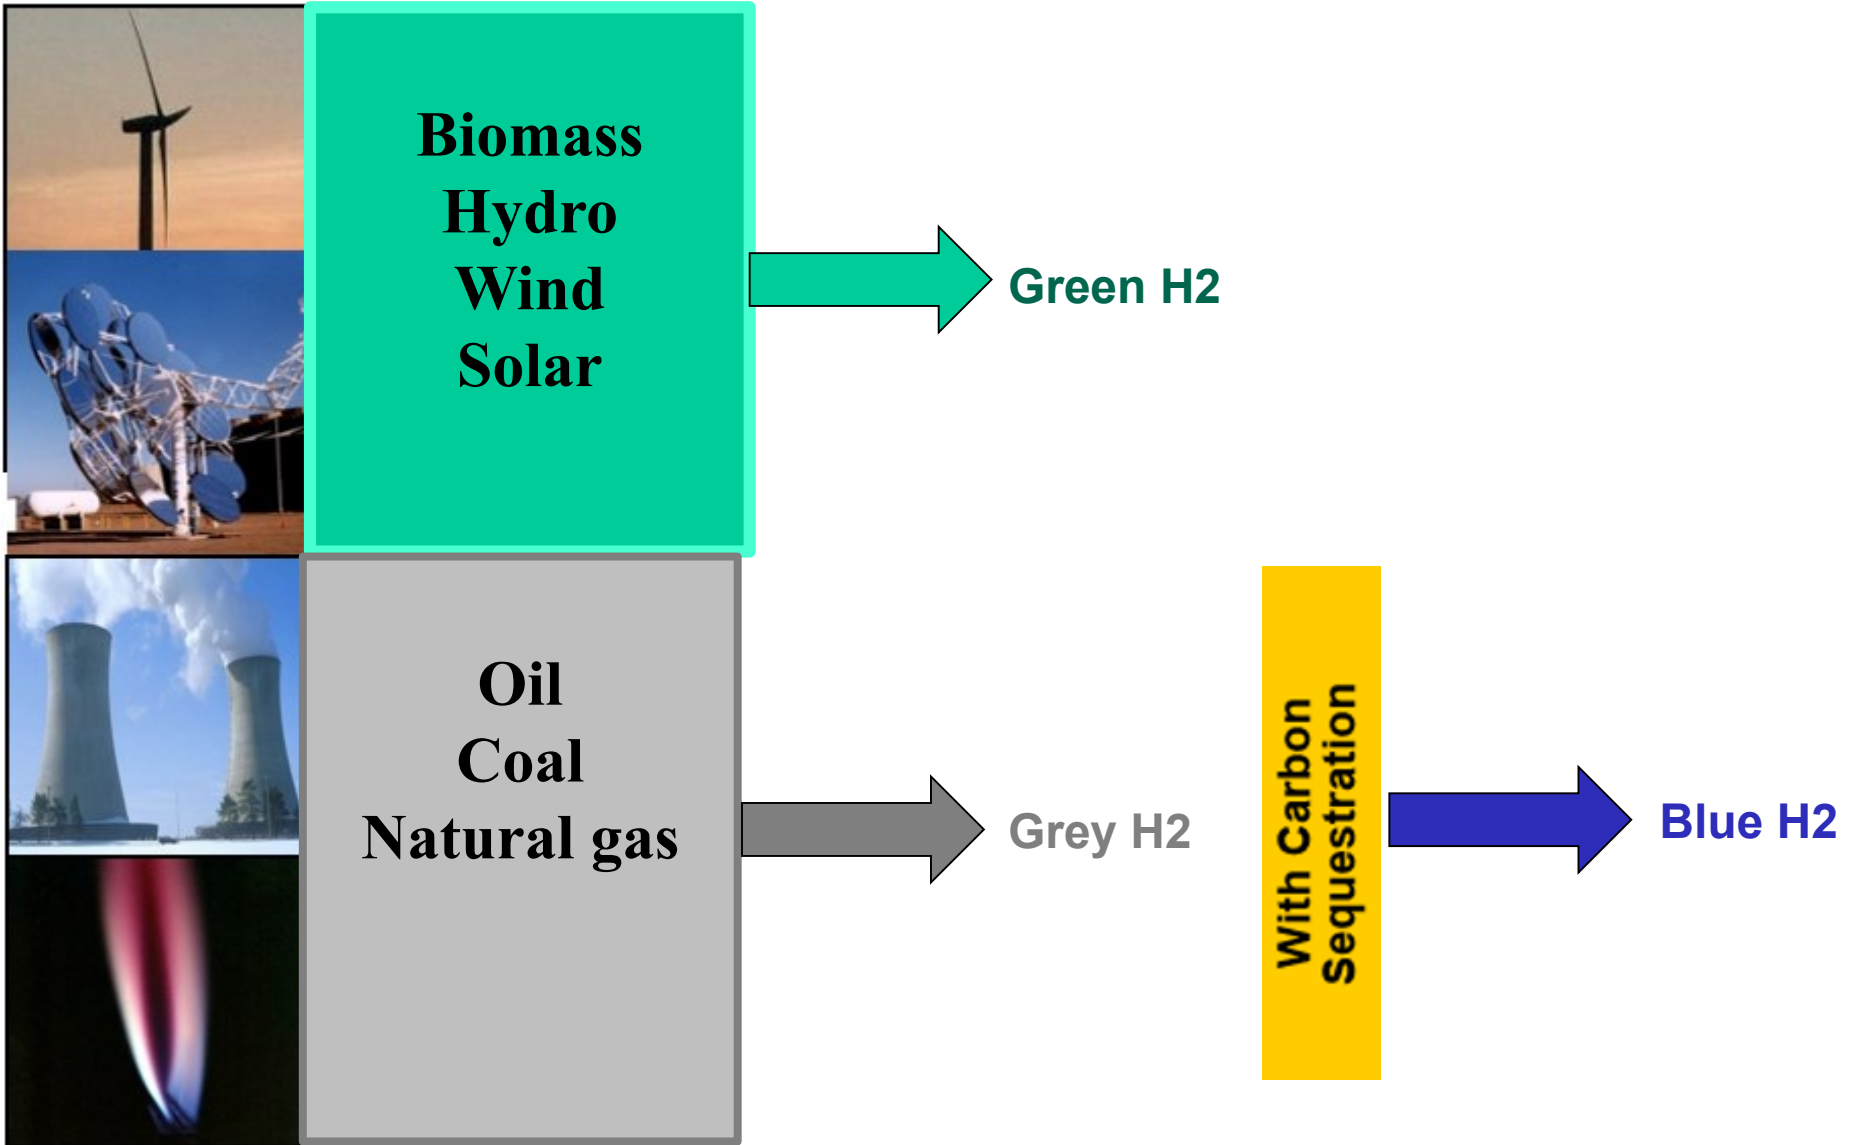 Biomass
Hydro
Wind
Solar
Green H2
Oil
Coal
Natural gas
Grey H2
With Carbon
Sequestration
Blue H2